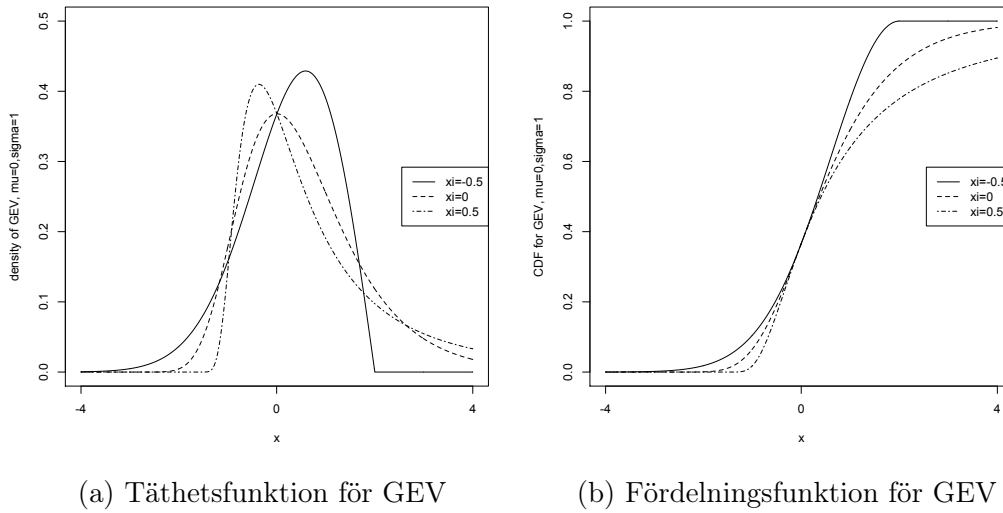 0.5
0.4
0.3
0.2
0.1
0.0
density of GEV, mu=0,sigma=1
xi=-0.5
xi=0
xi=0.5
-4
0
4
x
1.0
0.8
0.6
0.4
0.2
0.0
CDF for GEV, mu=0,sigma=1
xi=-0.5
xi=0
xi=0.5
-4
0
4
x
(a) Täthetsfunktion för GEV
(b) Fördelningsfunktion för GEV